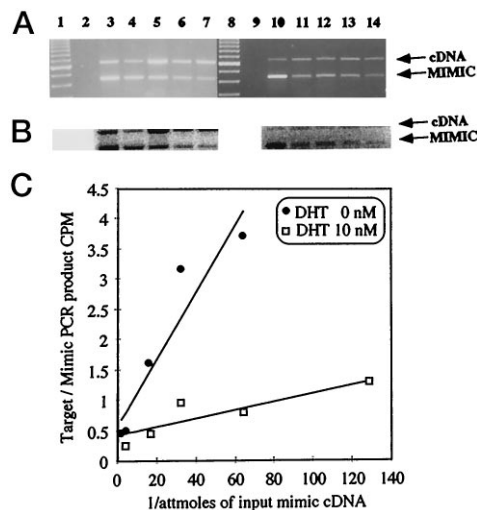 A
1 2 3 4 5 6 7 8 9 10 11 12 13 14
cDNA
MIMIC
B
cDNA
MIMIC
C
Target / Mimic PCR product CPM
4.5
4
3.5
3
2.5
2
1.5
1
0.5
0
DHT 0 nM
DHT 10 nM
0 20 40 60 80 100 120 140
1/attmoles of input mimic cDNA